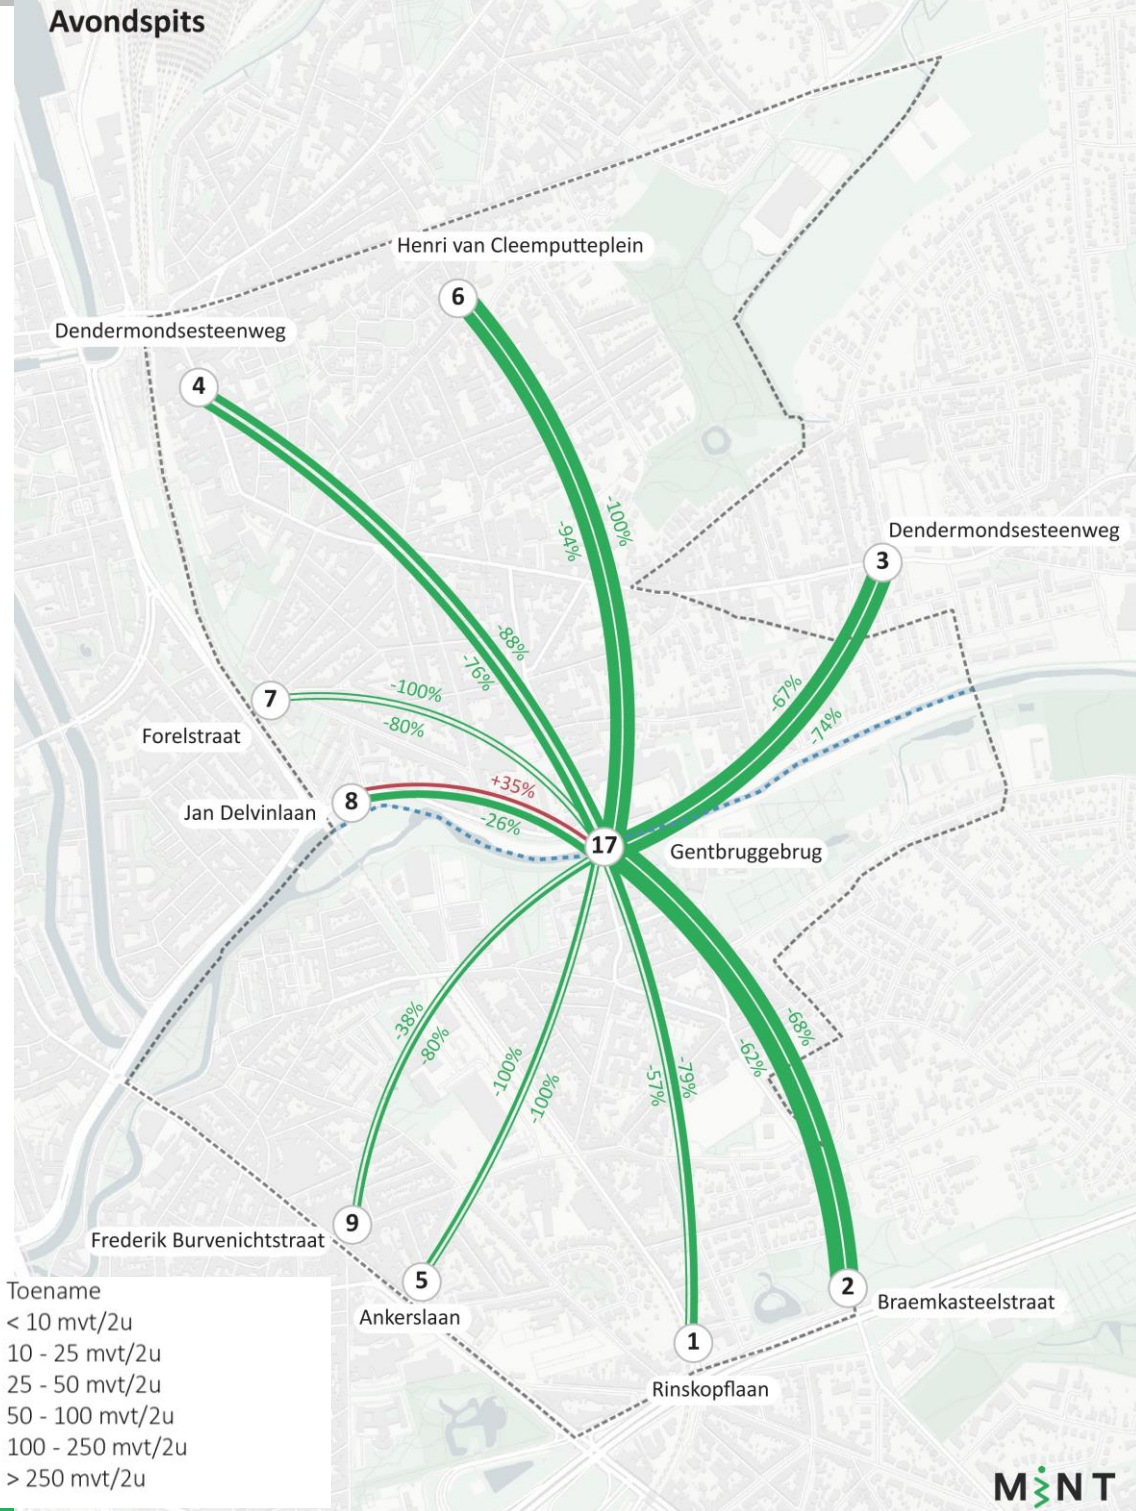 Avondspits
Henri van Cleemputteplein
6
Dendermondsesteenweg
4
-100%
-94%
Dendermondsesteenweg
3
-88%
-76%
-67%
-74%
7
-100%
-80%
Forelstraat
8
+35%
-26%
Jan Delvinlaan
17
Gentbruggebrug
-38%
-80%
-100%
-100%
-57%
-79%
-68%
-62%
9
Frederik Burvenichtstraat
5
Ankerslaan
2
Braemkasteelstraat
1
Rinskopflaan
Toename
< 10 mvt/2u
10 - 25 mvt/2u
25 - 50 mvt/2u
50 - 100 mvt/2u
100 - 250 mvt/2u
> 250 mvt/2u
MINT